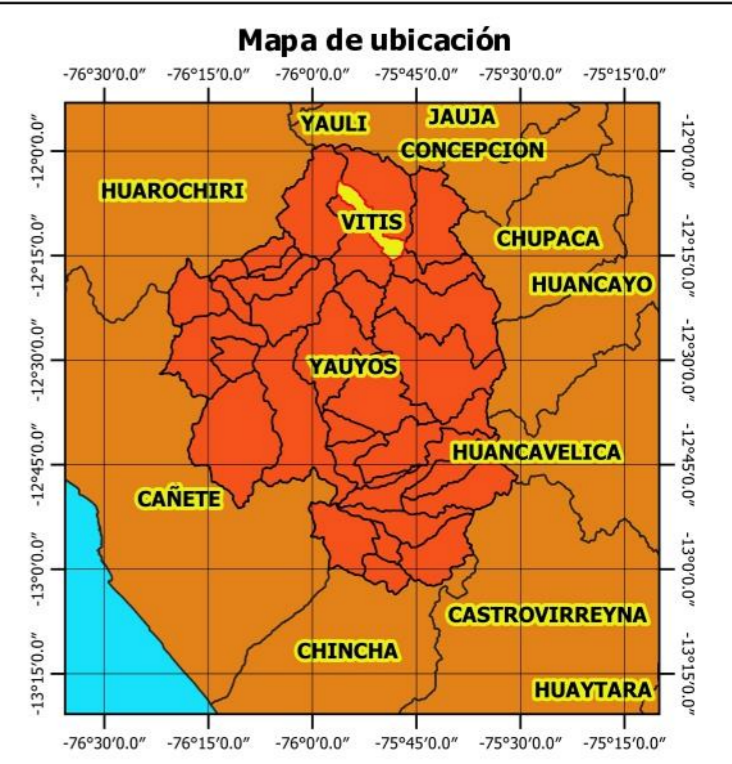 Mapa de ubicación
-76°30'0.0" -76°15'0.0" -76°0'0.0" -75°45'0.0" -75°30'0.0" -75°15'0.0"
YAULI
JAUJA
-12°0'0.0" CONCEPCION -12°0'0.0"
HUAROCHIRI
VITIS
CHUPACA
-12°15'0.0" -12°15'0.0"
HUANCAYO
-12°30'0.0" YAUYOS -12°30'0.0"
-12°45'0.0" HUANCAVELICA -12°45'0.0"
CAÑETE
-13°0'0.0" -13°0'0.0"
CASTROVIRREYNA
CHINCHA
-13°15'0.0" -13°15'0.0"
HUAYTARA
-76°30'0.0" -76°15'0.0" -76°0'0.0" -75°45'0.0" -75°30'0.0" -75°15'0.0"